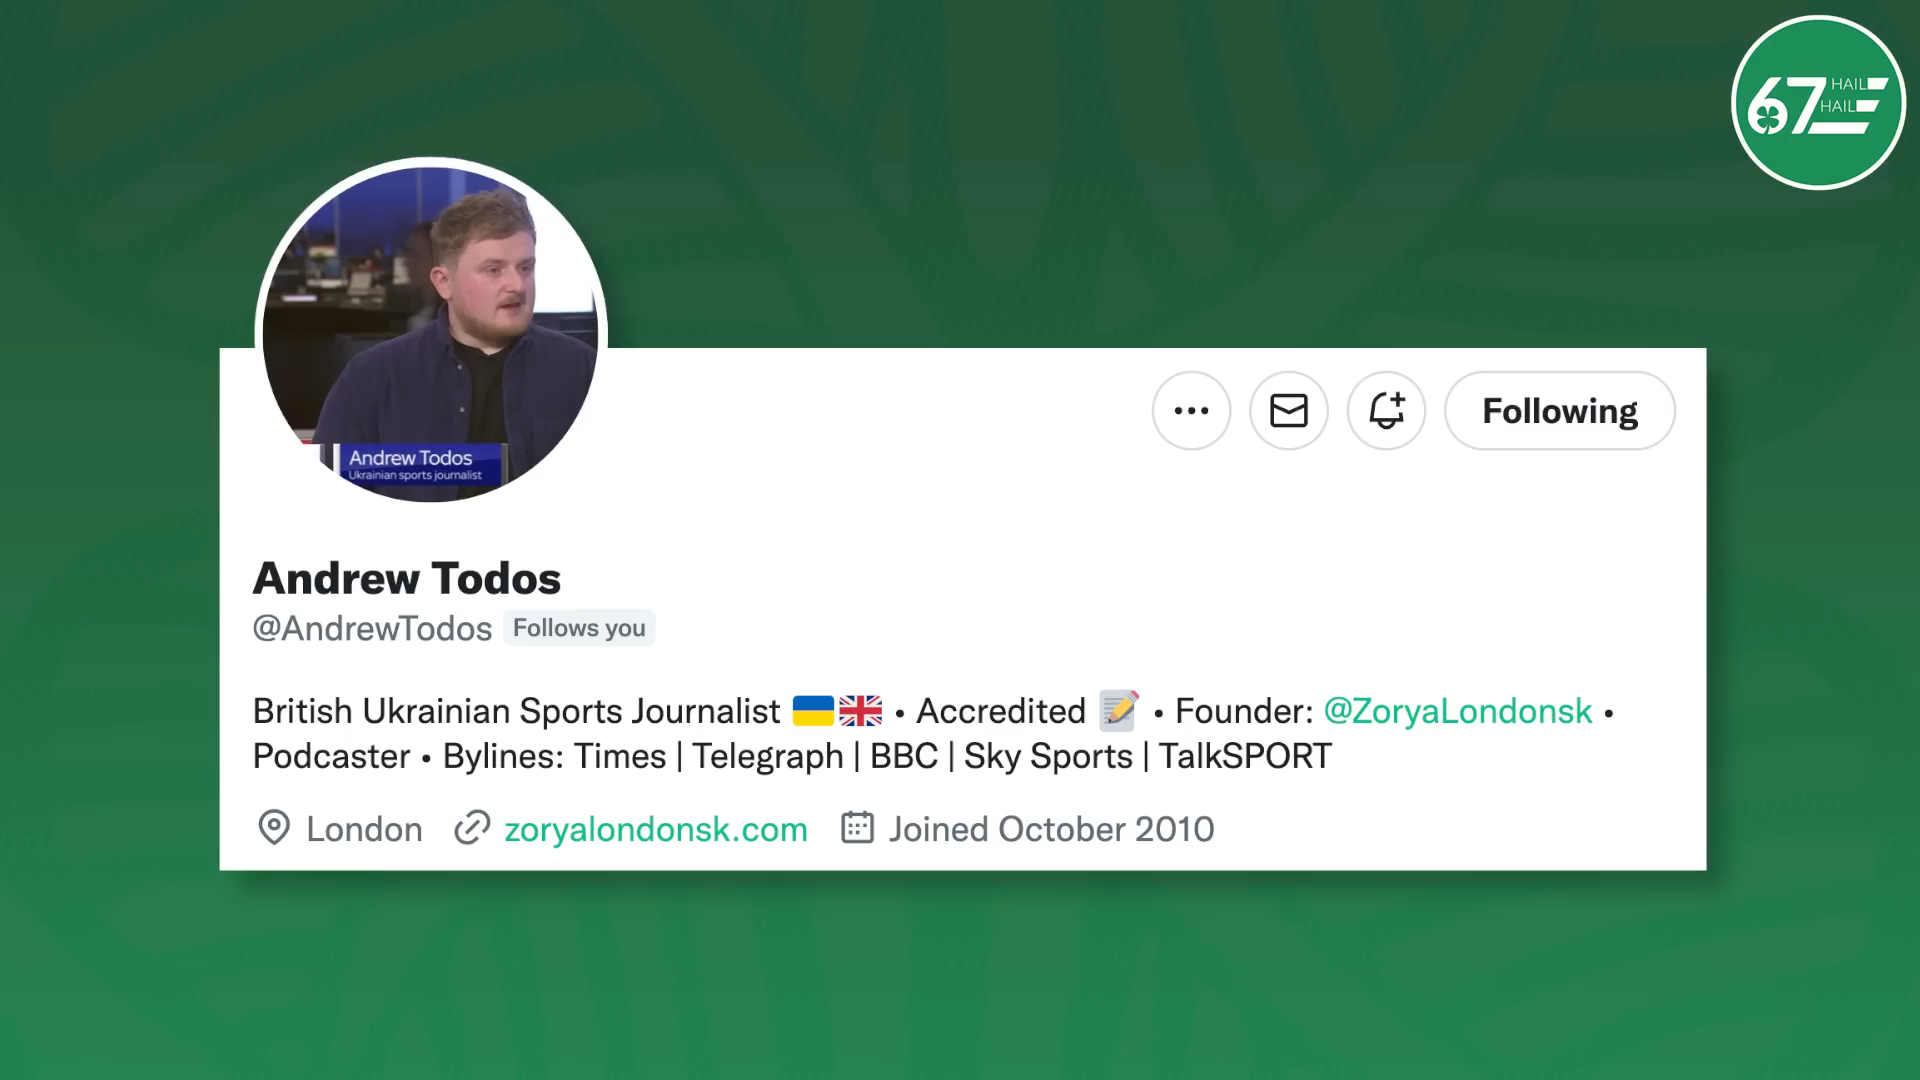 67 HAIL HAIL
Andrew Todos
Ukrainian sports journalist
Following
Andrew Todos
@AndrewTodos Follows you
British Ukrainian Sports Journalist 🇺🇦🇬🇧 • Accredited 📝 • Founder: @ZoryaLondonsk •
Podcaster • Bylines: Times | Telegraph | BBC | Sky Sports | TalkSPORT
London zoryalondonsk.com Joined October 2010